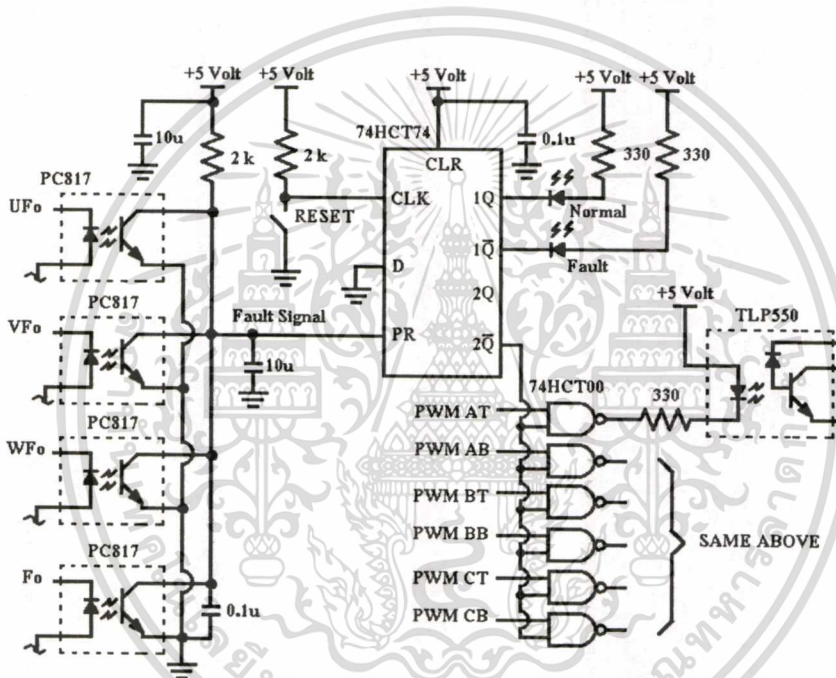 +5 Volt
+5 Volt
+5 Volt
+5 Volt
+5 Volt
10u
2 k
2 k
74HCT74
0.1u
330
330
PC817
CLR
UFo
CLK
1Q
RESET
Normal
D
1Q̅
Fault
PC817
2Q
+5 Volt
TLP550
VFo
Fault Signal
PR
2Q̅
10u
74HCT00
330
PC817
PWM AT
WFo
PWM AB
PWM BT
PC817
PWM BB
SAME ABOVE
Fo
PWM CT
0.1u
PWM CB